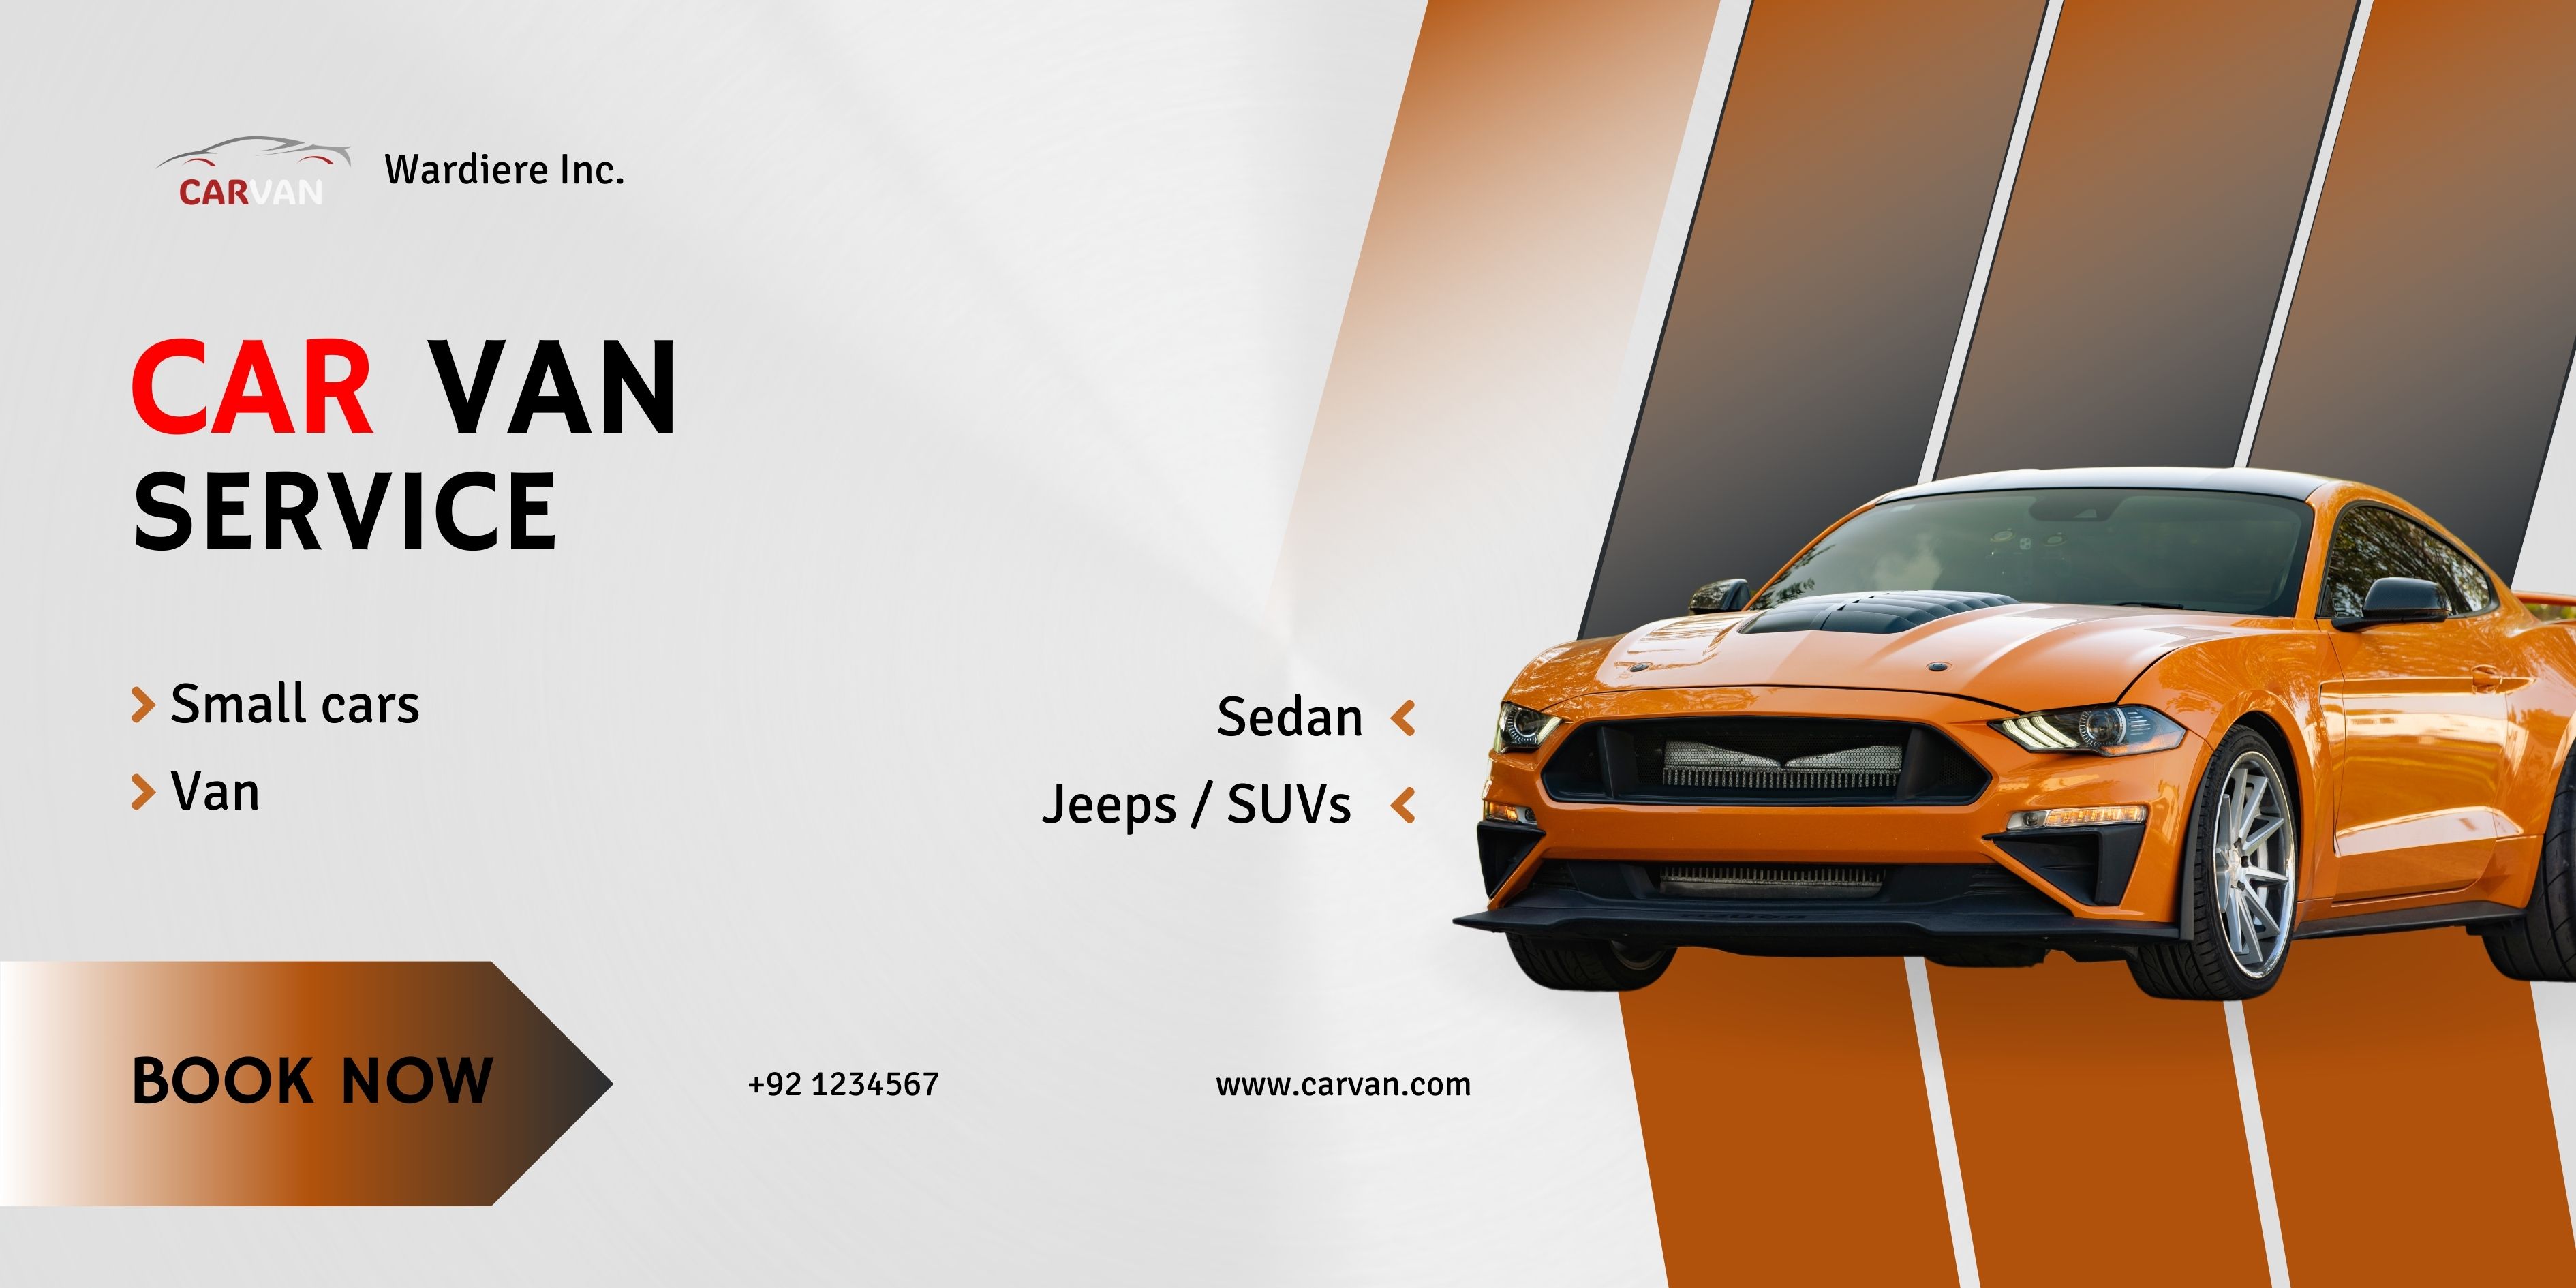 CARVAN
Wardiere Inc.
CAR VAN
SERVICE
Small cars
Van
Sedan
Jeeps / SUVs
BOOK NOW
+92 1234567
www.carvan.com